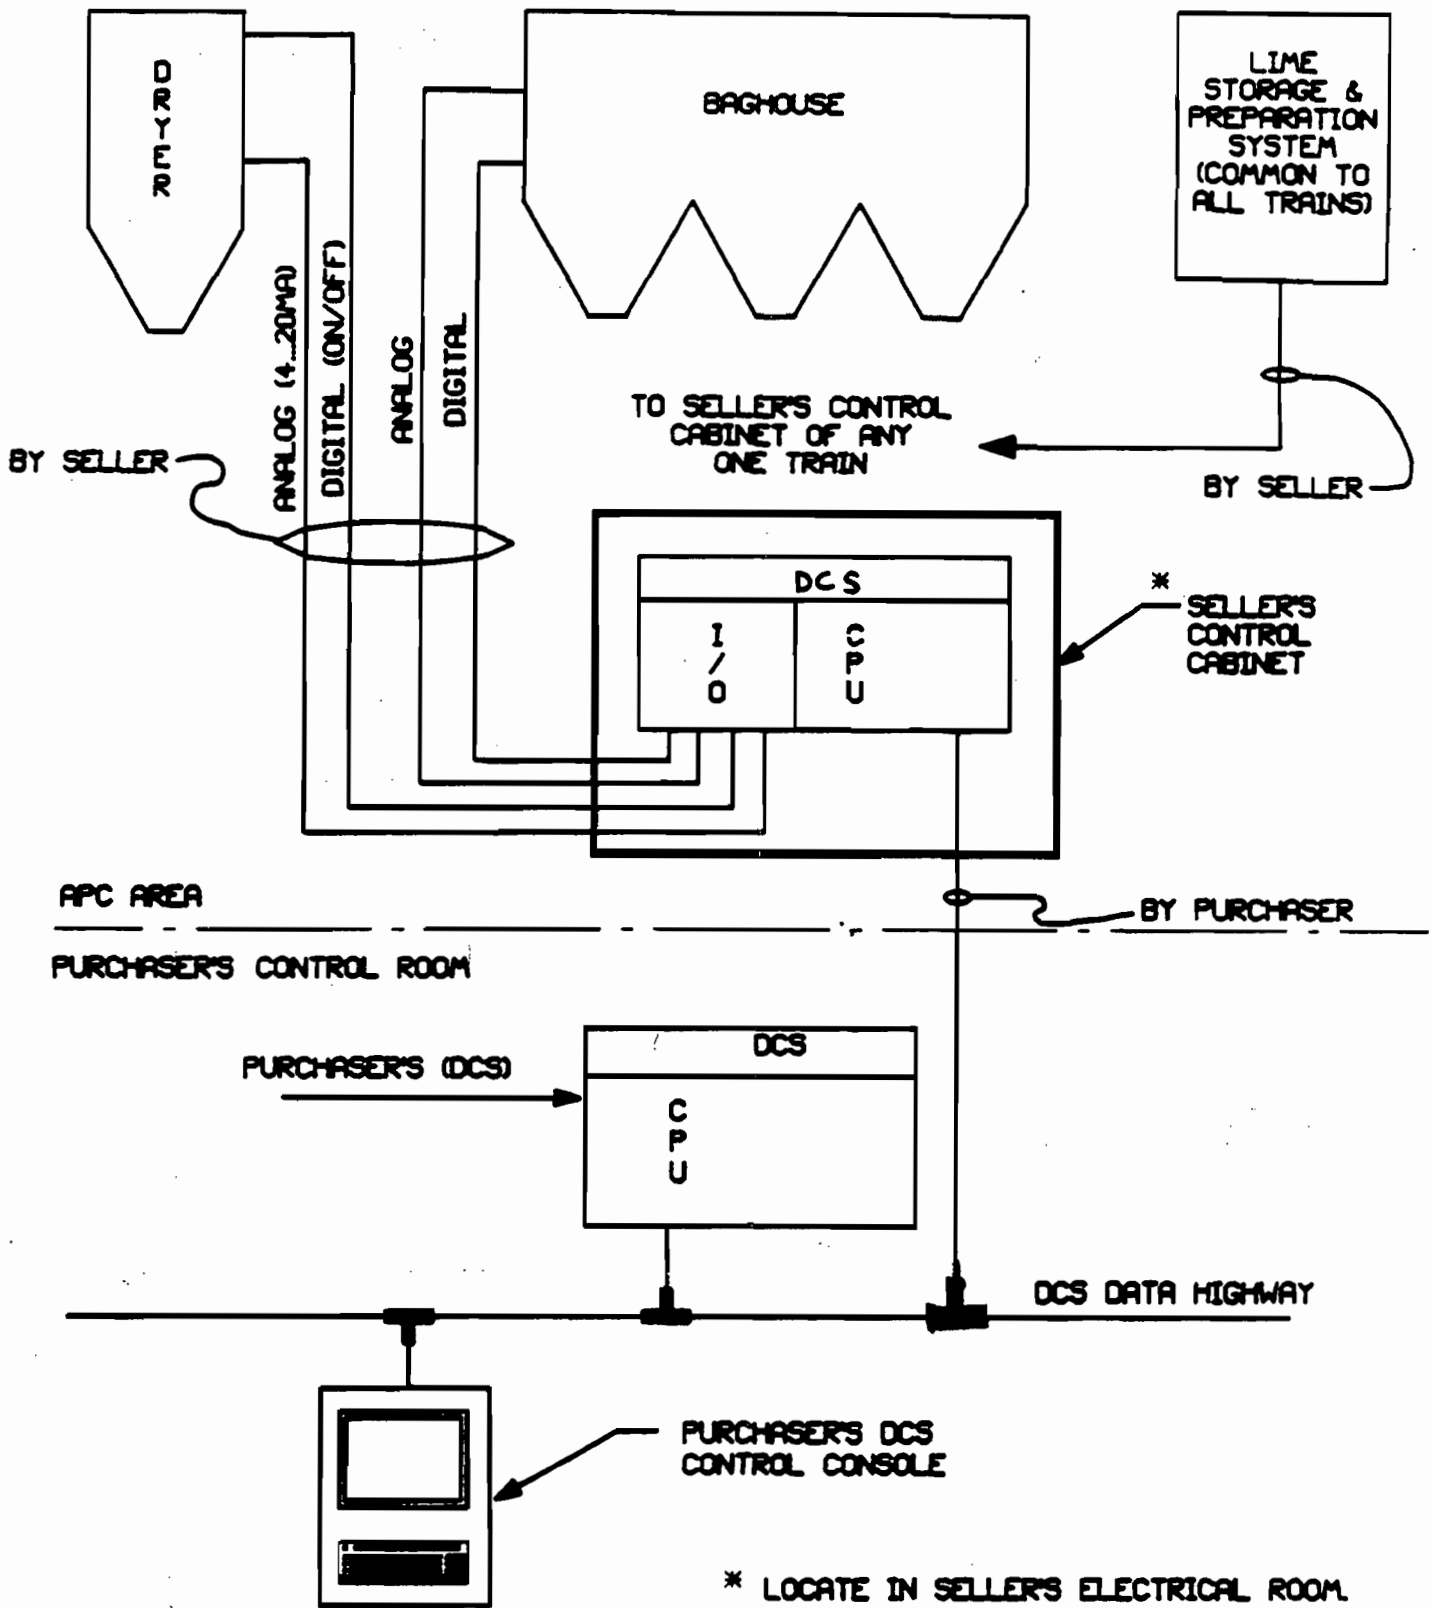 DRYER
BAGHOUSE
LIME
STORAGE &
PREPARATION
SYSTEM
(COMMON TO
ALL TRAINS)
ANALOG (4...20MA)
DIGITAL (ON/OFF)
ANALOG
DIGITAL
TO SELLER'S CONTROL
CABINET OF ANY
ONE TRAIN
BY SELLER
BY SELLER
DCS
I/O
CPU
*
SELLER'S
CONTROL
CABINET
APC AREA
BY PURCHASER
PURCHASER'S CONTROL ROOM
DCS
PURCHASER'S (DCS)
CPU
DCS DATA HIGHWAY
PURCHASER'S DCS
CONTROL CONSOLE
* LOCATE IN SELLER'S ELECTRICAL ROOM.